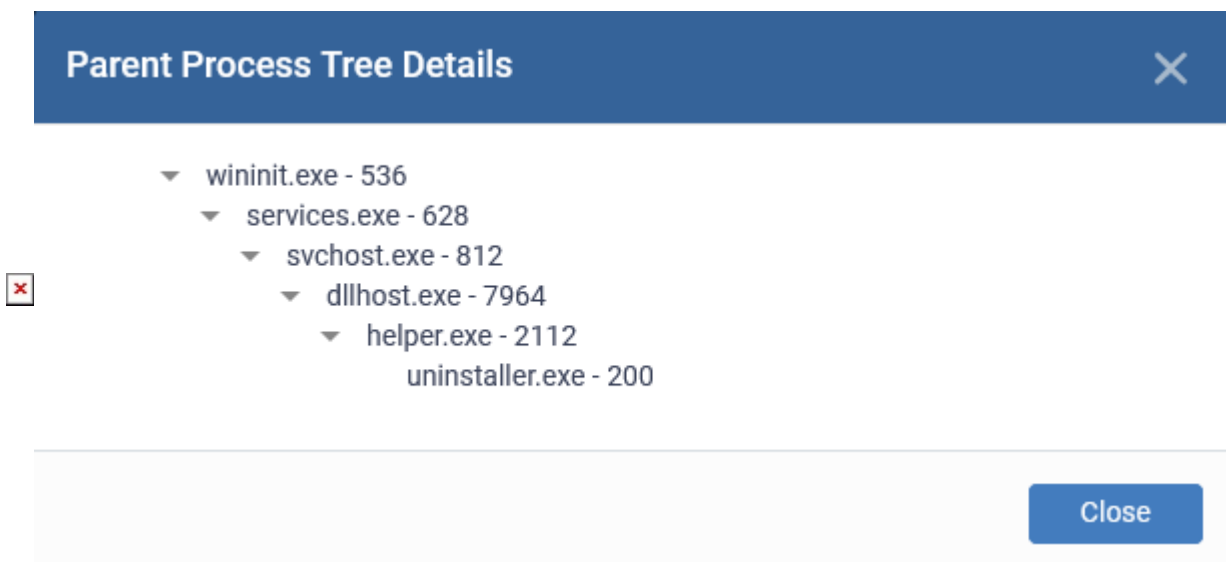 Parent Process Tree Details
wininit.exe - 536
services.exe - 628
svchost.exe - 812
dllhost.exe - 7964
helper.exe - 2112
uninstaller.exe - 200
Close